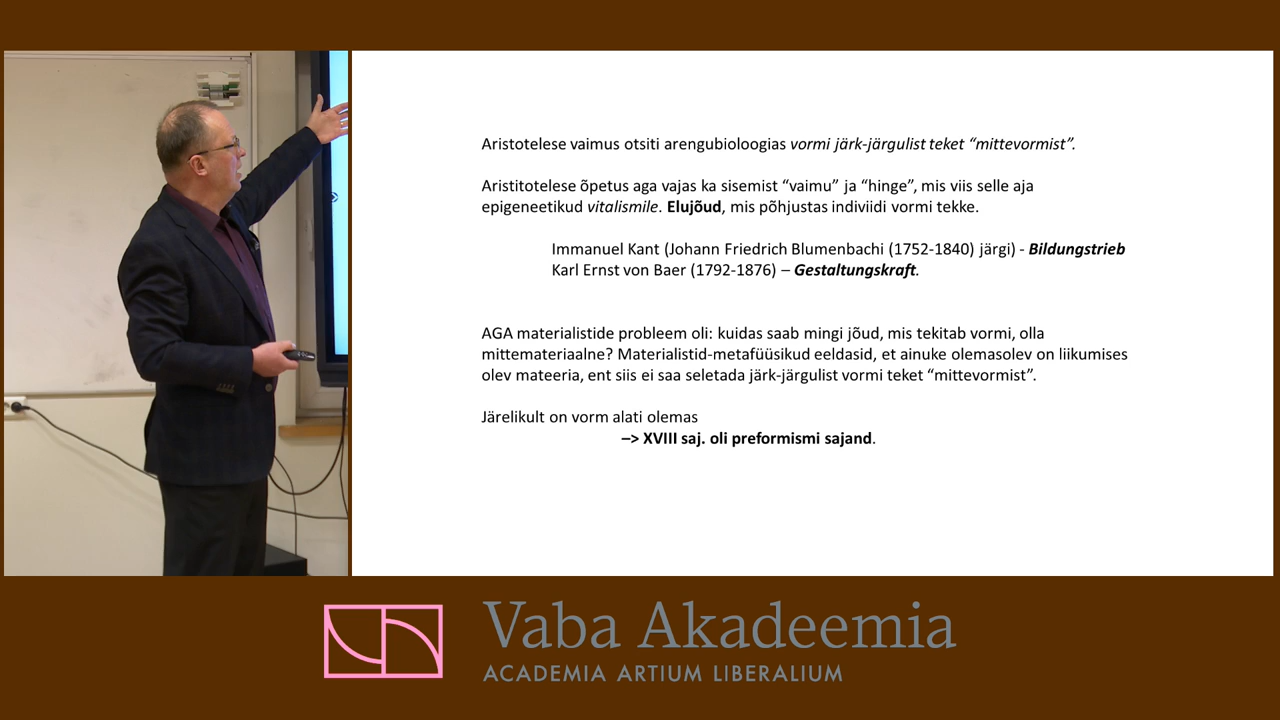 Aristotelese vaimus otsiti arengubioloogias vormi järk-järgulist teket “mittevormist”.
Aristitotelese õpetus aga vajas ka sisemist “vaimu” ja “hinge”, mis viis selle aja
epigeneetikud vitalismile. Elujõud, mis põhjustas indiviidi vormi tekke.
Immanuel Kant (Johann Friedrich Blumenbachi (1752-1840) järgi) - Bildungstrieb
Karl Ernst von Baer (1792-1876) – Gestaltungskraft.
AGA materialistide probleem oli: kuidas saab mingi jõud, mis tekitab vormi, olla
mittemateriaalne? Materialistid-metafüüsikud eeldasid, et ainuke olemasolev on liikumises
olev mateeria, ent siis ei saa seletada järk-järgulist vormi teket “mittevormist”.
Järelikult on vorm alati olemas
–> XVIII saj. oli preformismi sajand.
Vaba Akadeemia
ACADEMIA ARTIUM LIBERALIUM